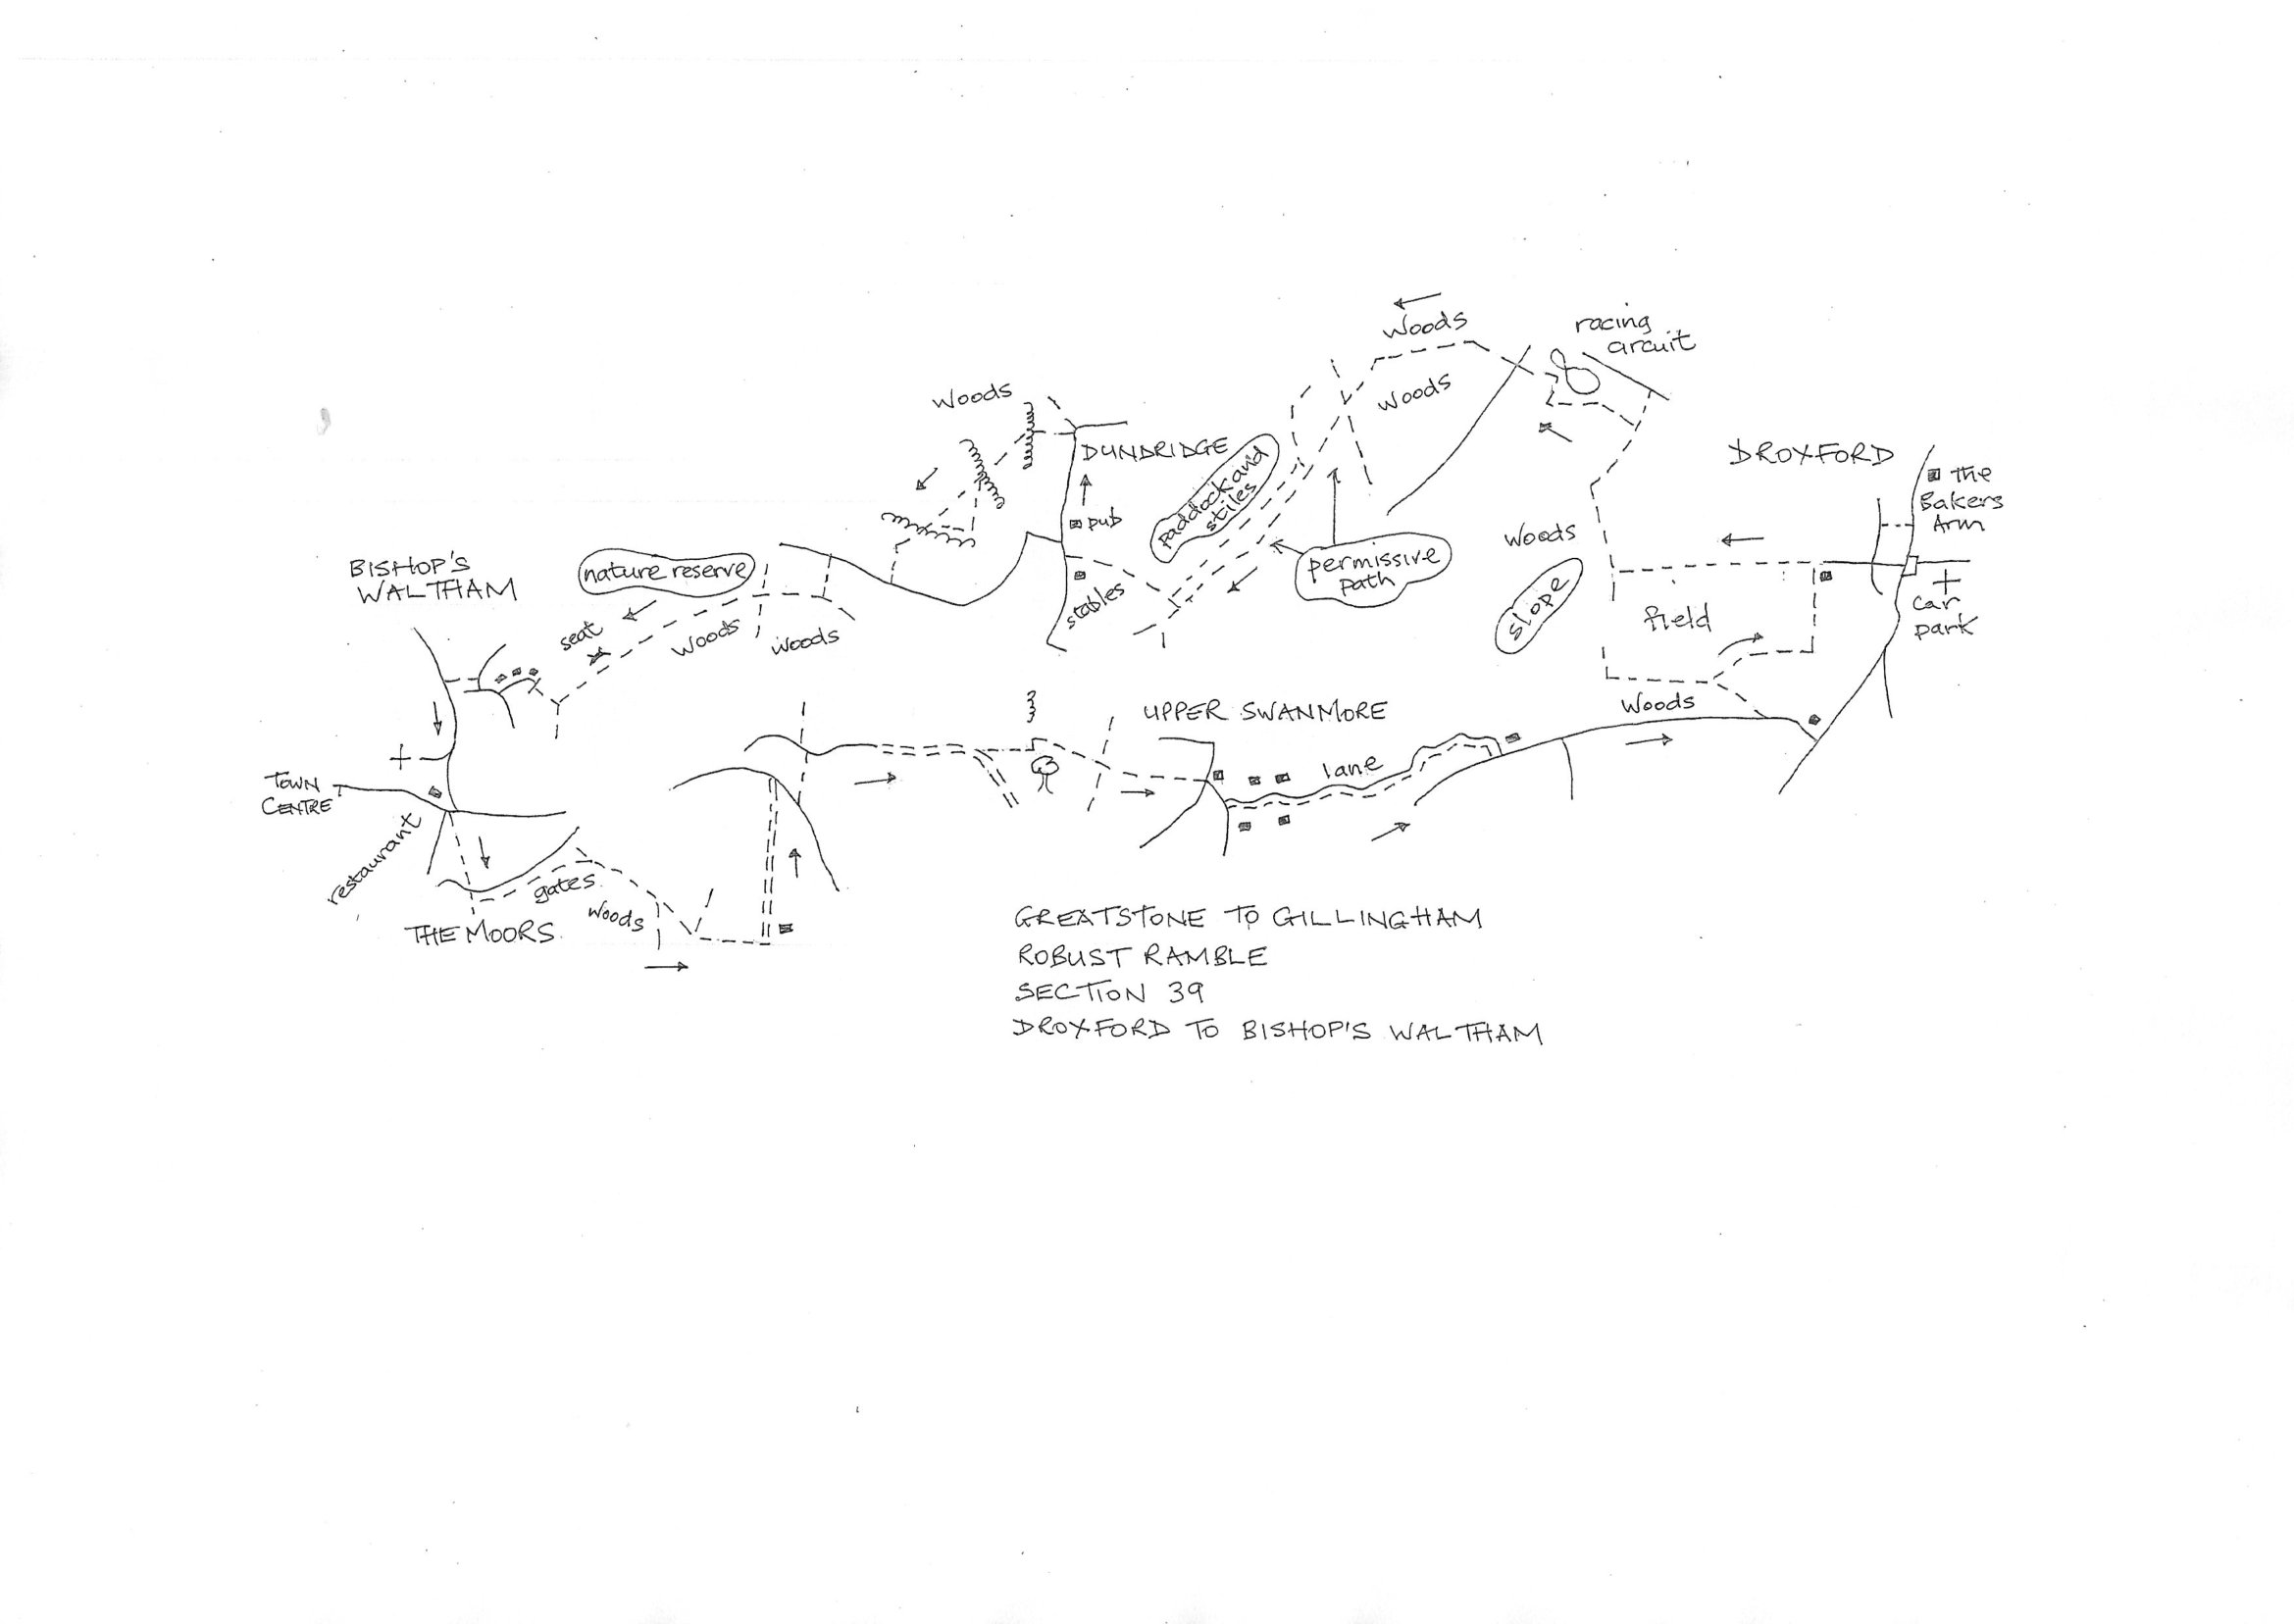 woods
racing
circuit
woods
woods
DUNDRIDGE
paddock and
stiles
pub
permissive
path
stables
DROXFORD
the
Bakers
Arm
woods
slope
field
car
park
woods
BISHOP'S
WALTHAM
nature reserve
seat
woods
woods
UPPER SWANMORE
lane
TOWN
CENTRE
restaurant
gates
woods
THE MOORS.
GREATSTONE TO GILLINGHAM
ROBUST RAMBLE
SECTION 39
DROXFORD TO BISHOP'S WALTHAM